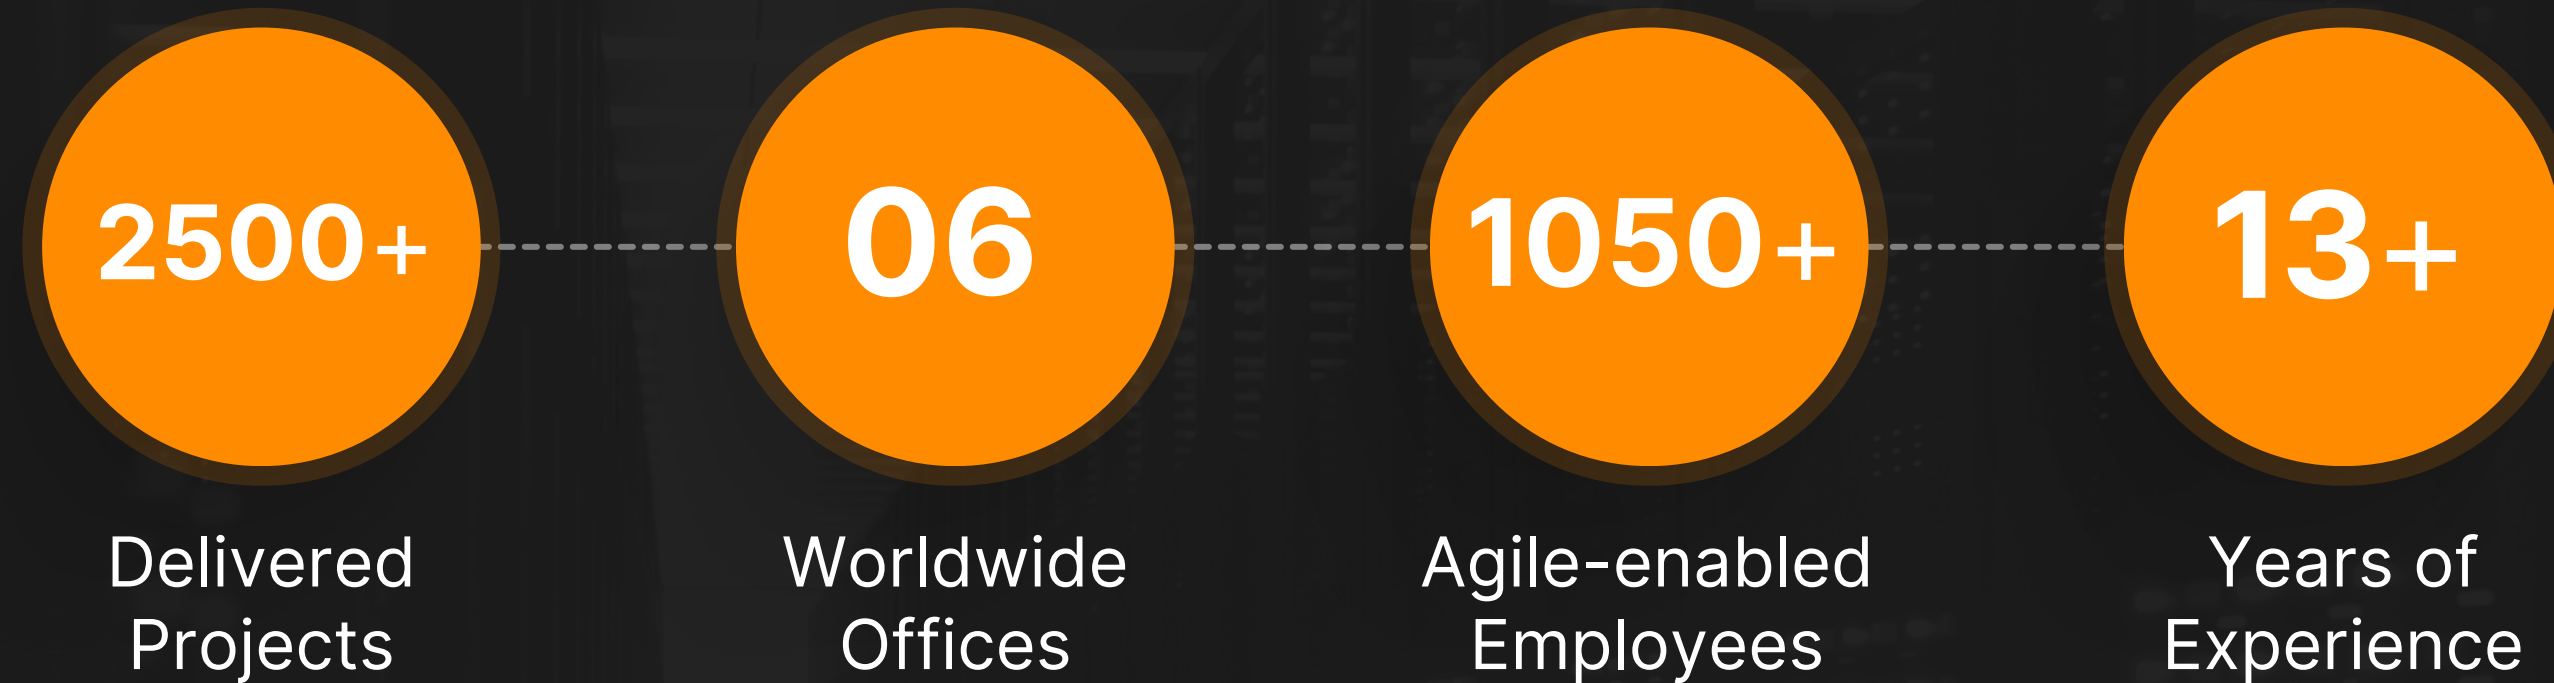 2500+
Delivered
Projects
06
Worldwide
Offices
1050+
Agile-enabled
Employees
13+
Years of
Experience